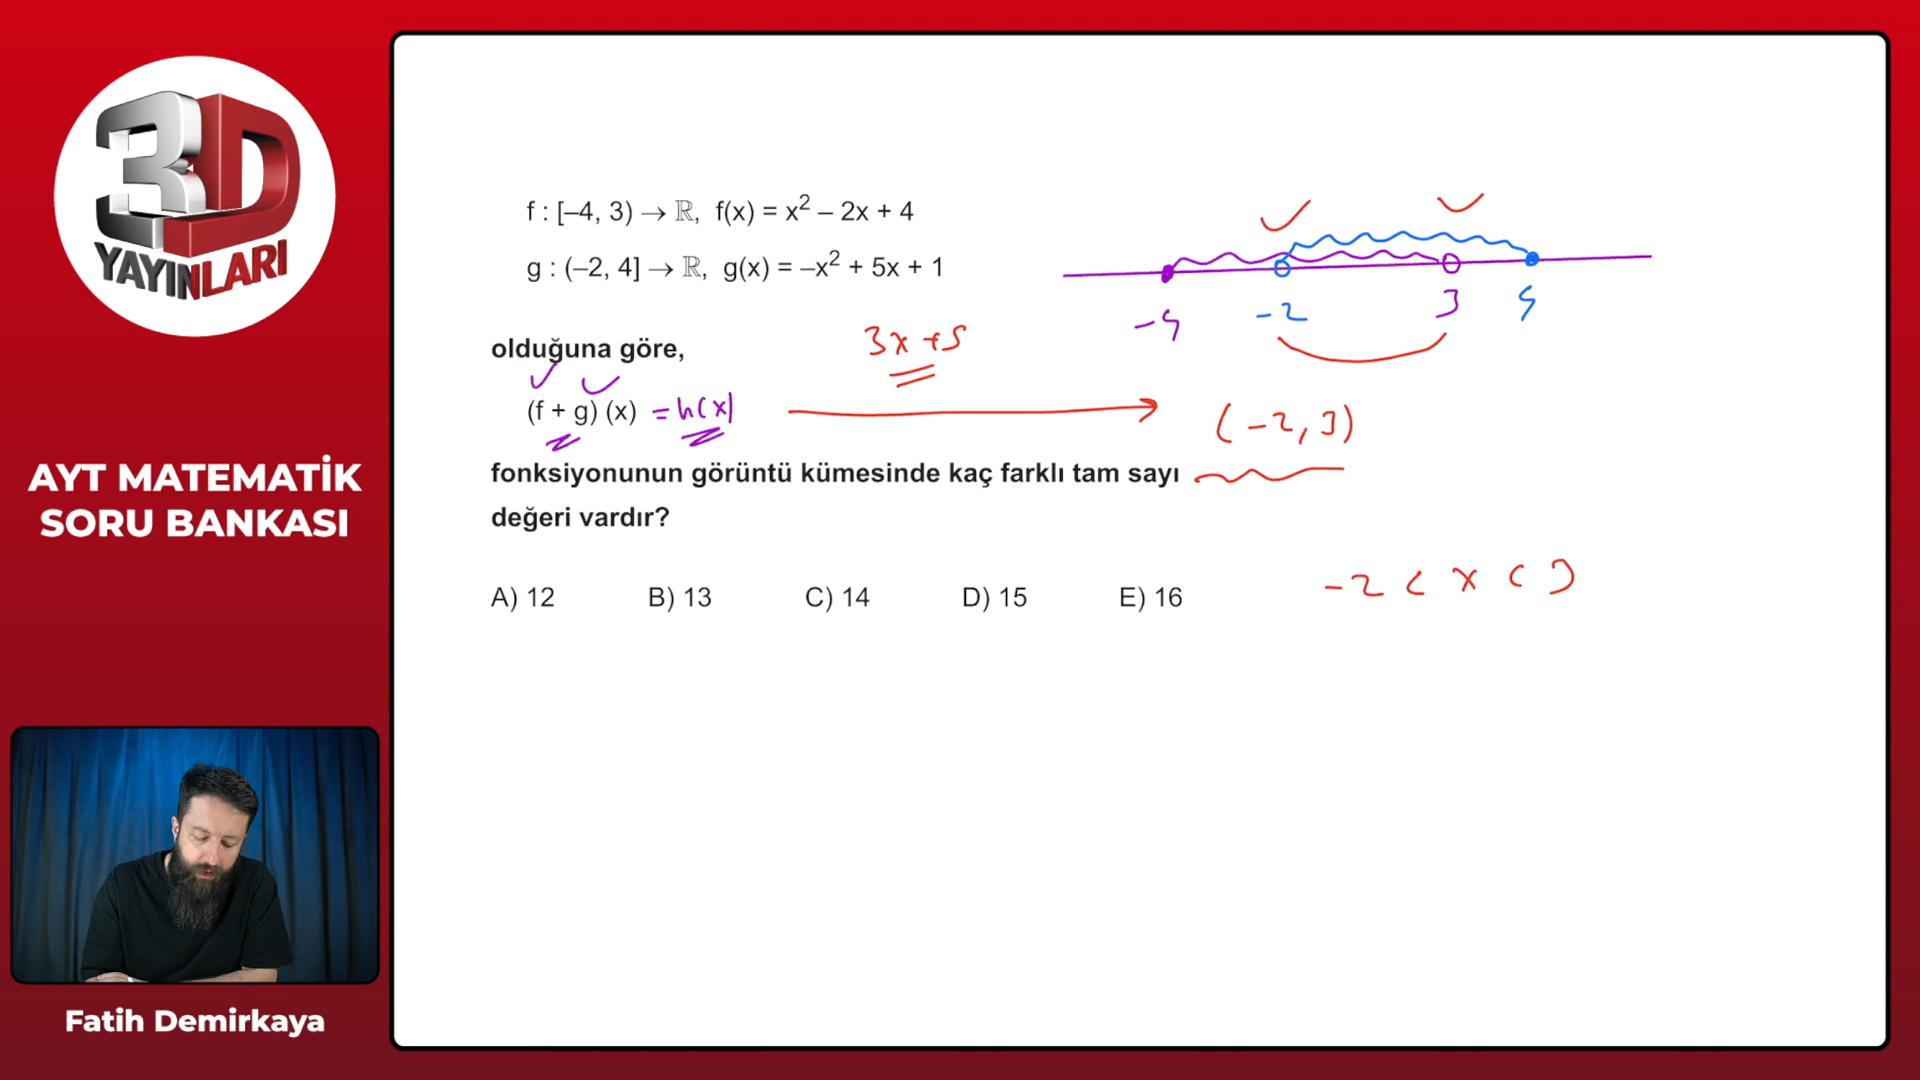 3D
YAYINLARI
AYT MATEMATİK
SORU BANKASI
Fatih Demirkaya
f : [–4, 3) → ℝ, f(x) = x² – 2x + 4
g : (–2, 4] → ℝ, g(x) = –x² + 5x + 1
olduğuna göre,
3x + 5
(f + g) (x) = h(x)
(-2, 3)
fonksiyonunun görüntü kümesinde kaç farklı tam sayı
değeri vardır?
A) 12 B) 13 C) 14 D) 15 E) 16
-4 -2 3 4
-2 < x < 3